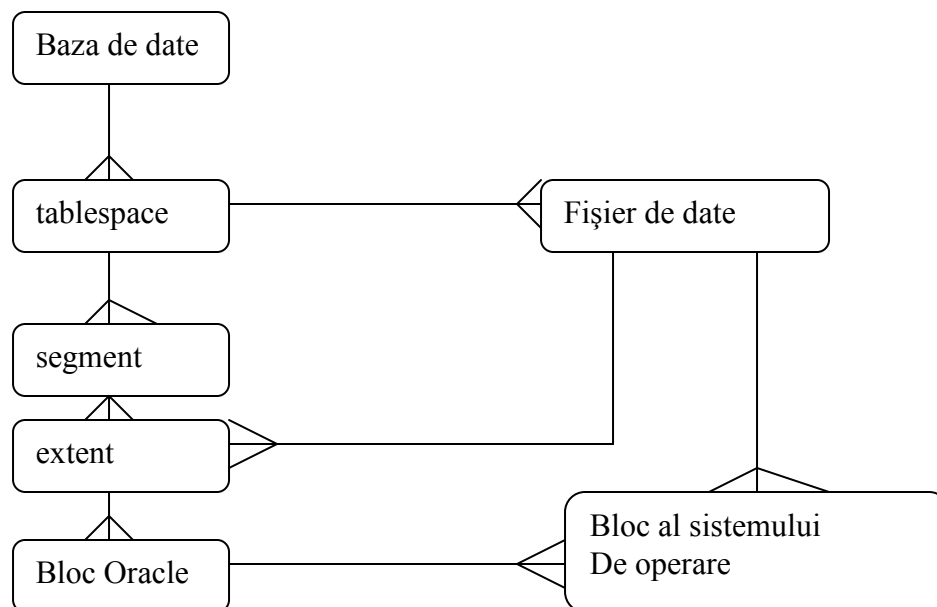 Baza de date
tablespace
Fişier de date
segment
extent
Bloc al sistemului
De operare
Bloc Oracle